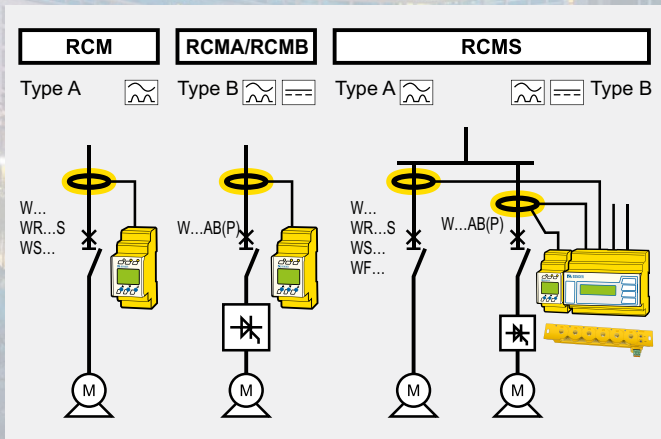 RCM
RCMA/RCMB
RCMS
Type A
Type B
Type A
Type B
W...
WR...S
WS...
W...AB(P)
W...
WR...S
WS...
WF...
W...AB(P)
M
M
M
M